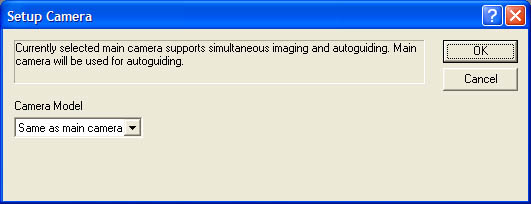 Setup Camera
Currently selected main camera supports simultaneous imaging and autoguiding. Main
camera will be used for autoguiding.
OK
Cancel
Camera Model
Same as main camera